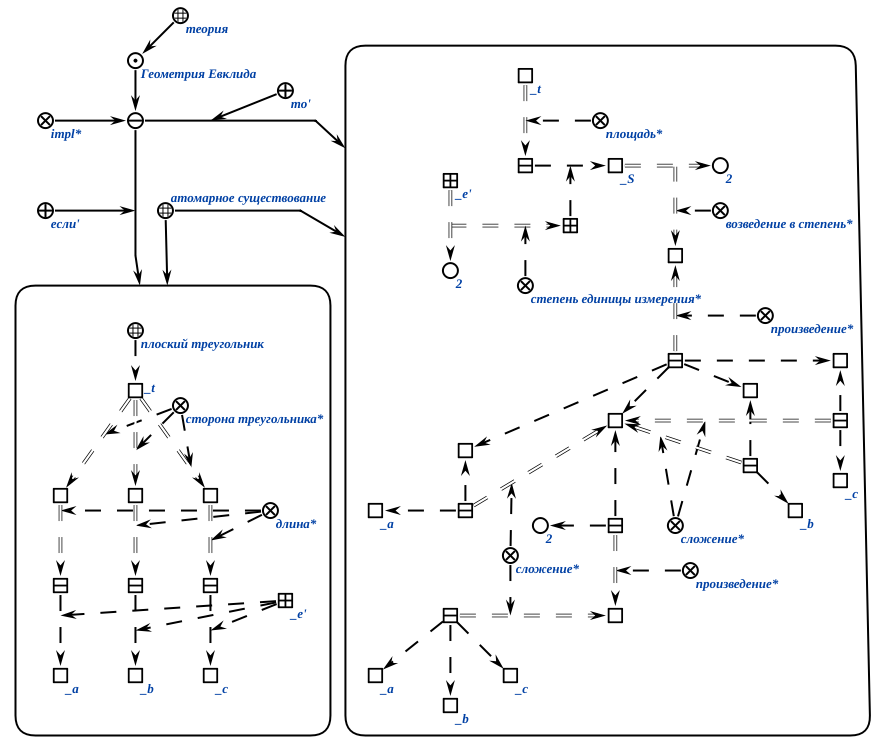 теория
Геометрия Евклида
то'
impl*
если'
атомарное существование
_t
площадь*
_S
2
_e'
возведение в степень*
2
степень единицы измерения*
произведение*
плоский треугольник
_t
сторона треугольника*
_c
_a
_b
длина*
2
сложение*
сложение*
произведение*
_e'
_a
_b
_c
_a
_c
_b